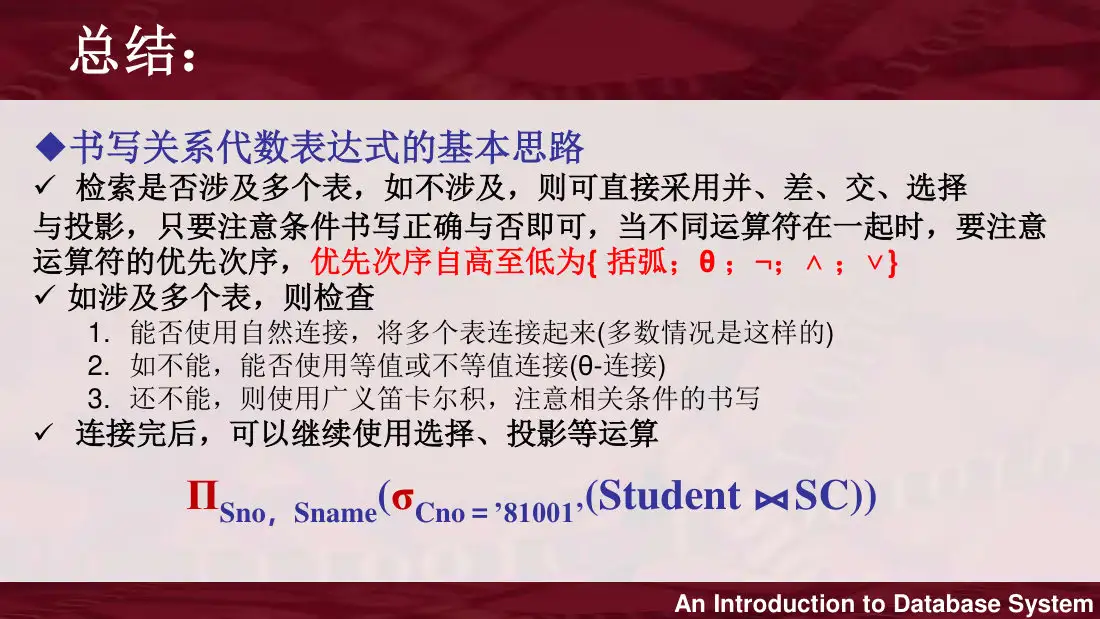 总结：
◆书写关系代数表达式的基本思路
✓ 检索是否涉及多个表，如不涉及，则可直接采用并、差、交、选择
与投影，只要注意条件书写正确与否即可，当不同运算符在一起时，要注意
运算符的优先次序，优先次序自高至低为{ 括弧；θ；¬；∧；∨}
✓ 如涉及多个表，则检查
1. 能否使用自然连接，将多个表连接起来(多数情况是这样的)
2. 如不能，能否使用等值或不等值连接(θ-连接)
3. 还不能，则使用广义笛卡尔积，注意相关条件的书写
✓ 连接完后，可以继续使用选择、投影等运算
ΠSno，Sname(σCno＝’81001’(Student ⋈ SC))
An Introduction to Database System